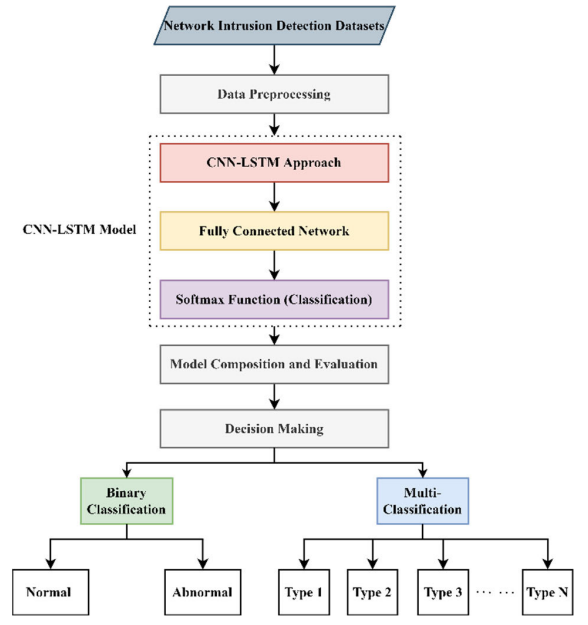 Network Intrusion Detection Datasets
Data Preprocessing
CNN-LSTM Approach
CNN-LSTM Model
Fully Connected Network
Softmax Function (Classification)
Model Composition and Evaluation
Decision Making
Binary
Classification
Multi-
Classification
Normal
Abnormal
Type 1
Type 2
Type 3
... ...
Type N